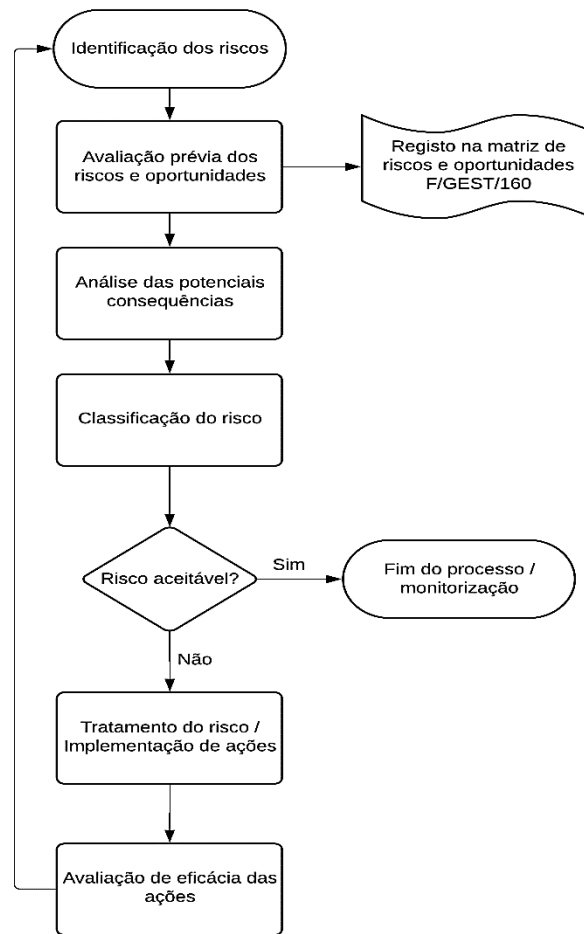 Identificação dos riscos
Avaliação prévia dos
riscos e oportunidades
Registo na matriz de
riscos e oportunidades
F/GEST/160
Análise das potenciais
consequências
Classificação do risco
Risco aceitável?
Sim
Fim do processo /
monitorização
Não
Tratamento do risco /
Implementação de ações
Avaliação de eficácia das
ações